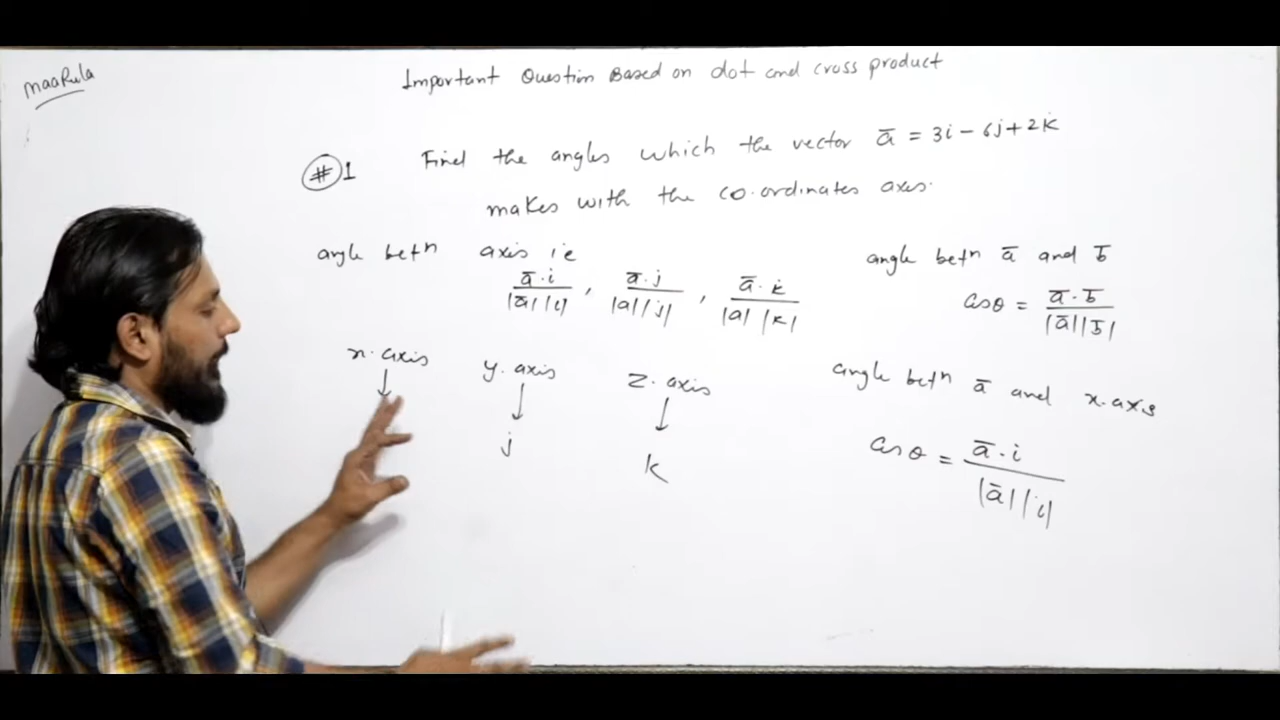 maaRula
Important Question Based on dot and cross product
#1 Find the angles which the vector a̅ = 3i - 6j + 2k
makes with the co.ordinates axes.
angle betn axis ie
a̅.i / |a̅||i| , a̅.j / |a||j| , a̅.k / |a||k|
x.axis y.axis z.axis
↓ ↓ ↓
j k
angle betn a̅ and b̅
cosθ = a̅.b̅ / |a̅||b̅|
angle betn a̅ and x.axis
cosθ = a̅.i / |a̅||i|